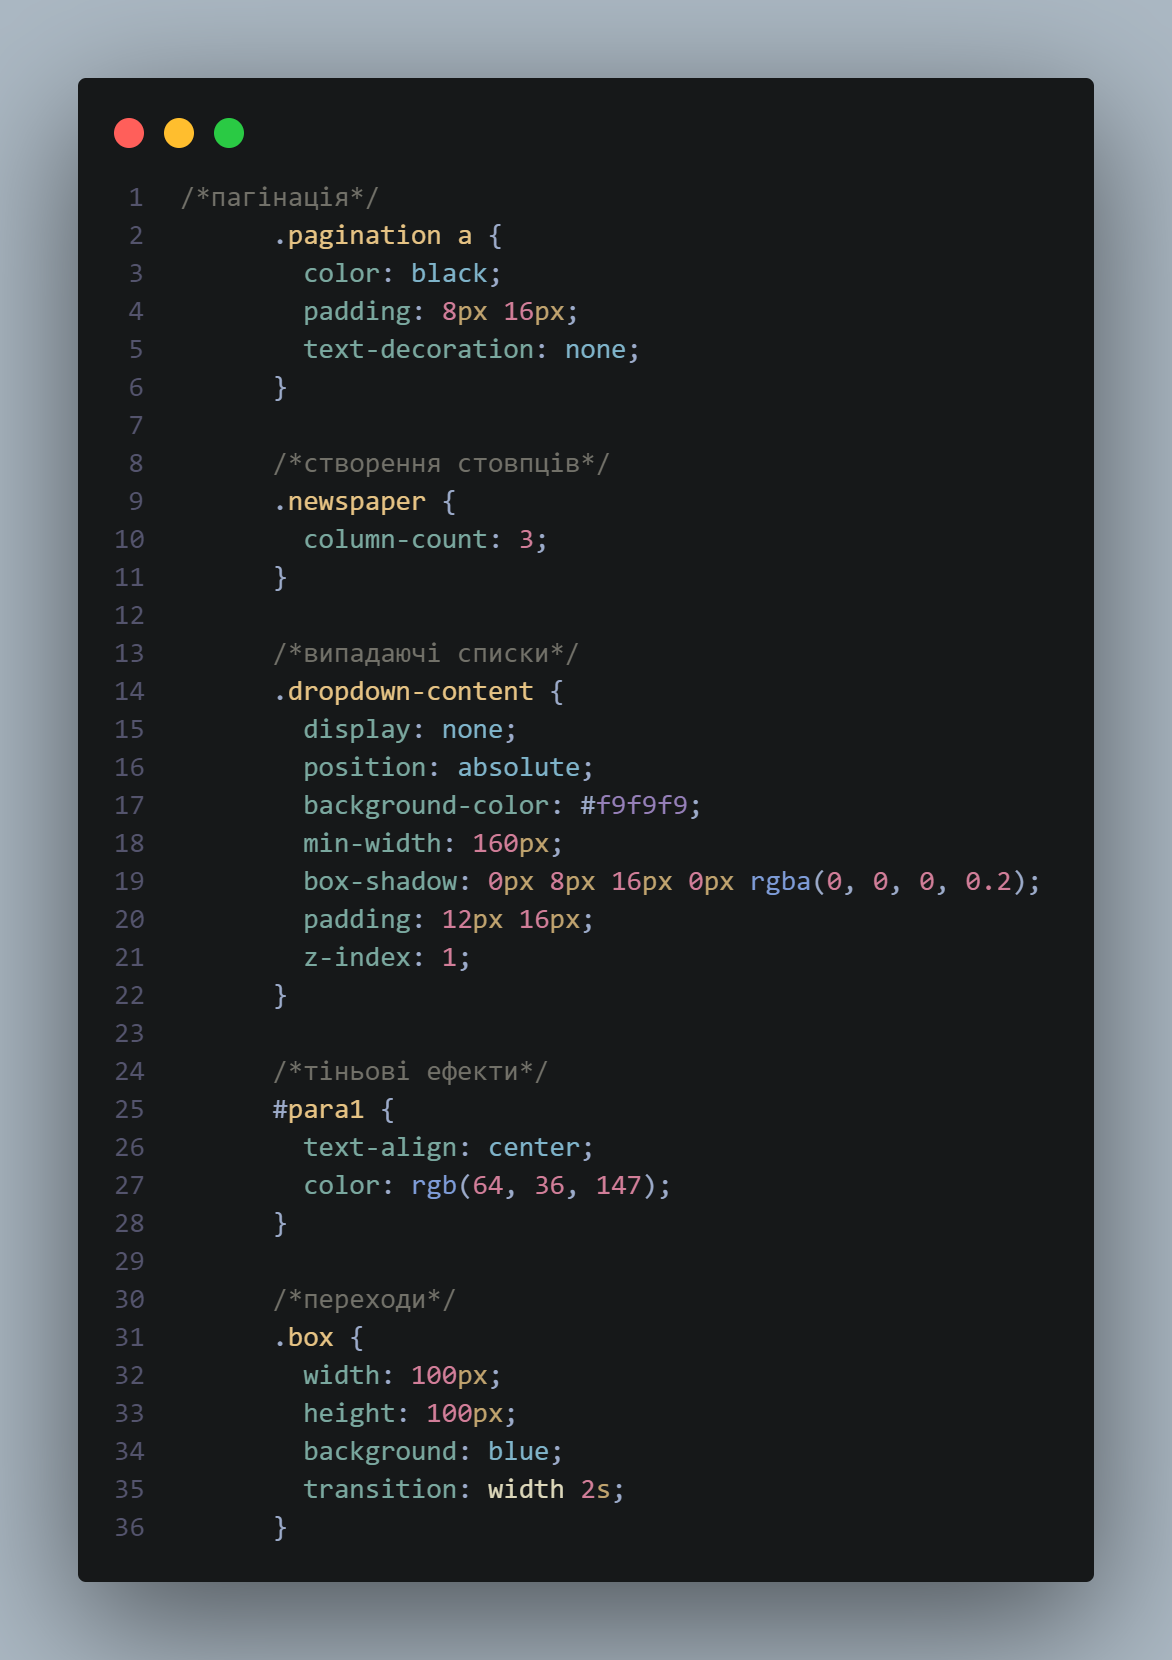 1 /*пагінація*/
2 .pagination a {
3 color: black;
4 padding: 8px 16px;
5 text-decoration: none;
6 }
7
8 /*створення стовпців*/
9 .newspaper {
10 column-count: 3;
11 }
12
13 /*випадаючі списки*/
14 .dropdown-content {
15 display: none;
16 position: absolute;
17 background-color: #f9f9f9;
18 min-width: 160px;
19 box-shadow: 0px 8px 16px 0px rgba(0, 0, 0, 0.2);
20 padding: 12px 16px;
21 z-index: 1;
22 }
23
24 /*тіньові ефекти*/
25 #para1 {
26 text-align: center;
27 color: rgb(64, 36, 147);
28 }
29
30 /*переходи*/
31 .box {
32 width: 100px;
33 height: 100px;
34 background: blue;
35 transition: width 2s;
36 }